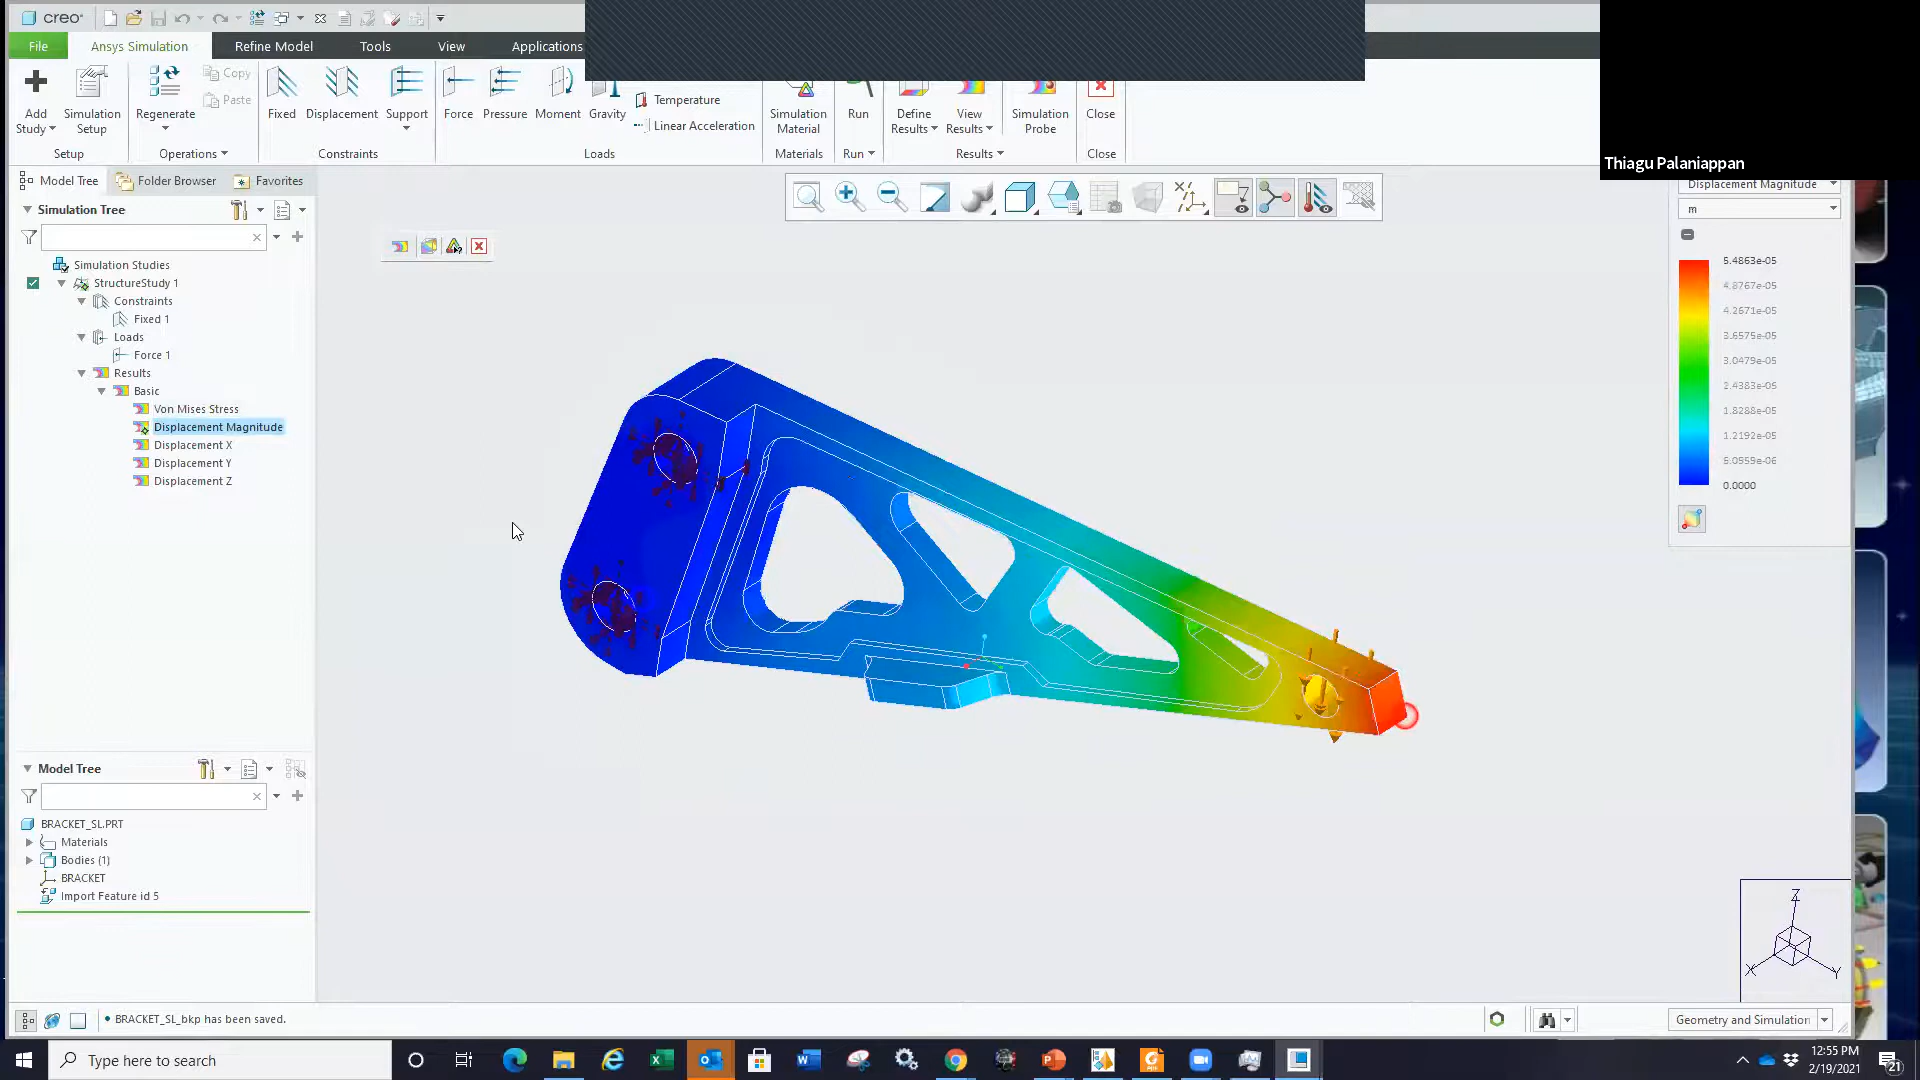 creo
File
Ansys Simulation
Refine Model
Tools
View
Applications
Add Study
Simulation Setup
Setup
Regenerate
Copy
Paste
Operations
Fixed
Displacement
Support
Constraints
Force
Pressure
Moment
Gravity
Temperature
Linear Acceleration
Loads
Simulation Material
Materials
Run
Run
Define Results
View Results
Simulation Probe
Results
Close
Close
Thiagu Palaniappan
Model Tree
Folder Browser
Favorites
Simulation Tree
Simulation Studies
StructureStudy 1
Constraints
Fixed 1
Loads
Force 1
Results
Basic
Von Mises Stress
Displacement Magnitude
Displacement X
Displacement Y
Displacement Z
Displacement Magnitude
m
5.4863e-05
4.8767e-05
4.2671e-05
3.6575e-05
3.0479e-05
2.4383e-05
1.8288e-05
1.2192e-05
0.0000
Model Tree
BRACKET_SL.PRT
Materials
Bodies (1)
BRACKET
Import Feature id 5
Z
X
Y
BRACKET_SL_bkp has been saved.
Geometry and Simulation
Type here to search
12:55 PM
2/19/2021
21